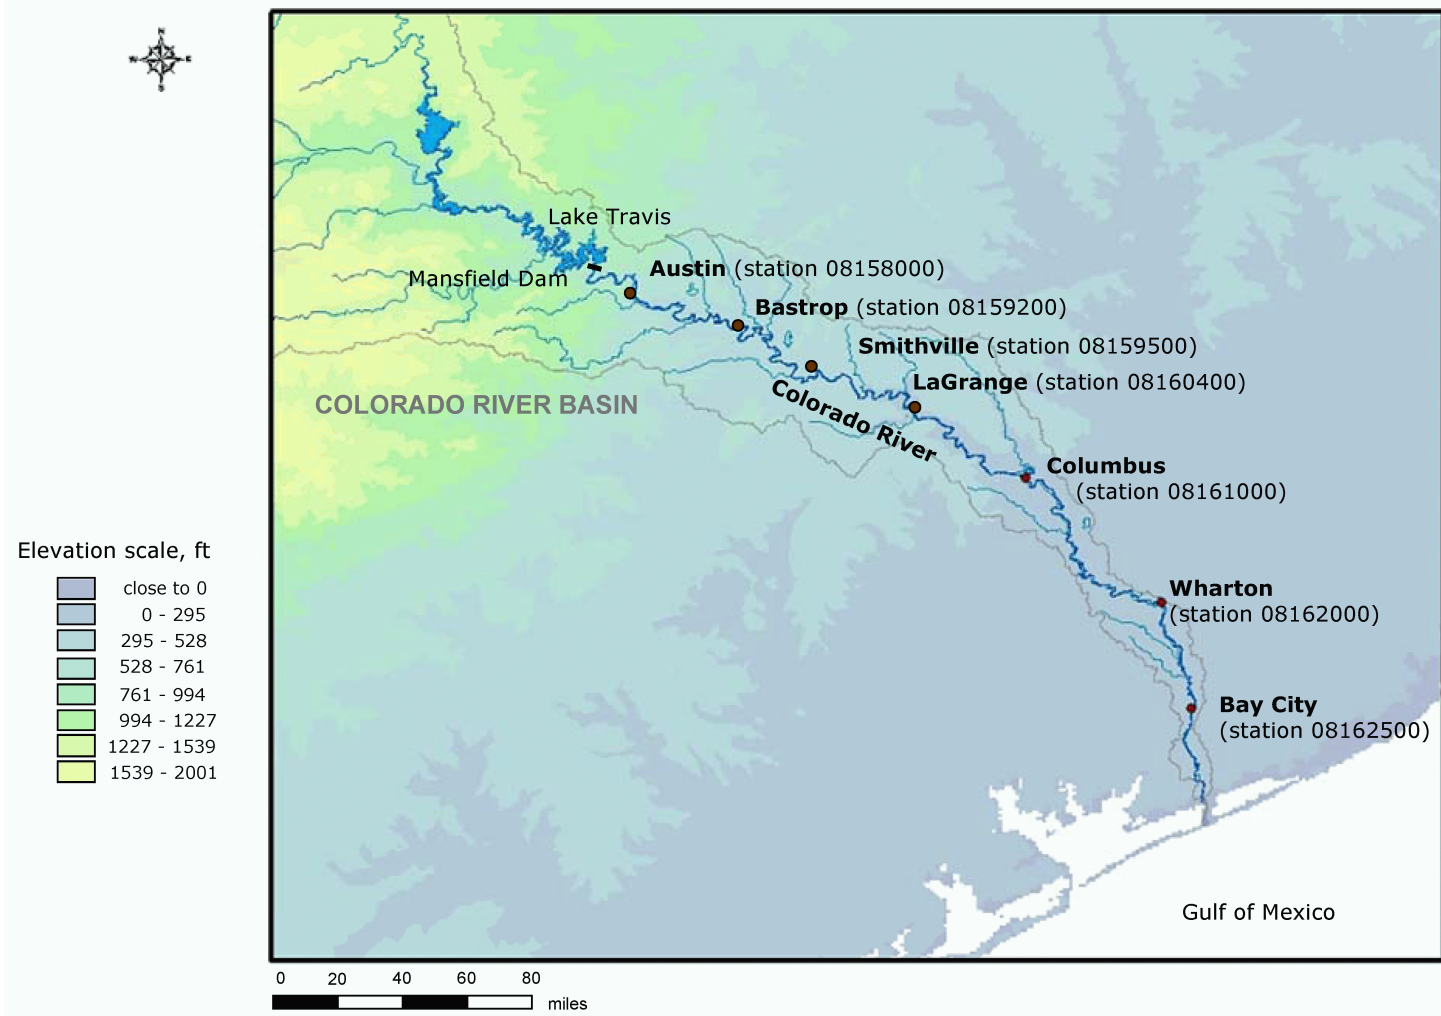 N
W E
S
Lake Travis
Mansfield Dam
Austin (station 08158000)
Bastrop (station 08159200)
Smithville (station 08159500)
LaGrange (station 08160400)
Colorado River
COLORADO RIVER BASIN
Columbus
(station 08161000)
Wharton
(station 08162000)
Bay City
(station 08162500)
Gulf of Mexico
Elevation scale, ft
close to 0
0 - 295
295 - 528
528 - 761
761 - 994
994 - 1227
1227 - 1539
1539 - 2001
0 20 40 60 80
miles